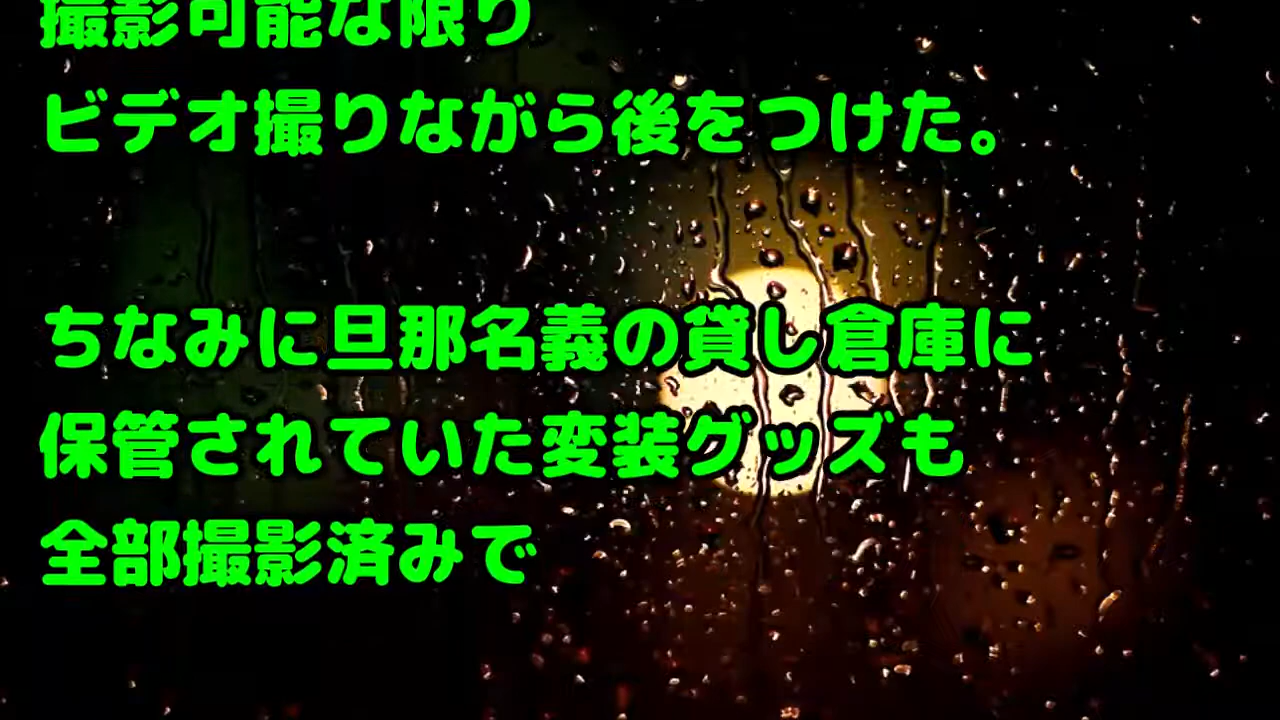 撮影可能な限り
ビデオ撮りながら後をつけた。
ちなみに旦那名義の貸し倉庫に
保管されていた変装グッズも
全部撮影済みで